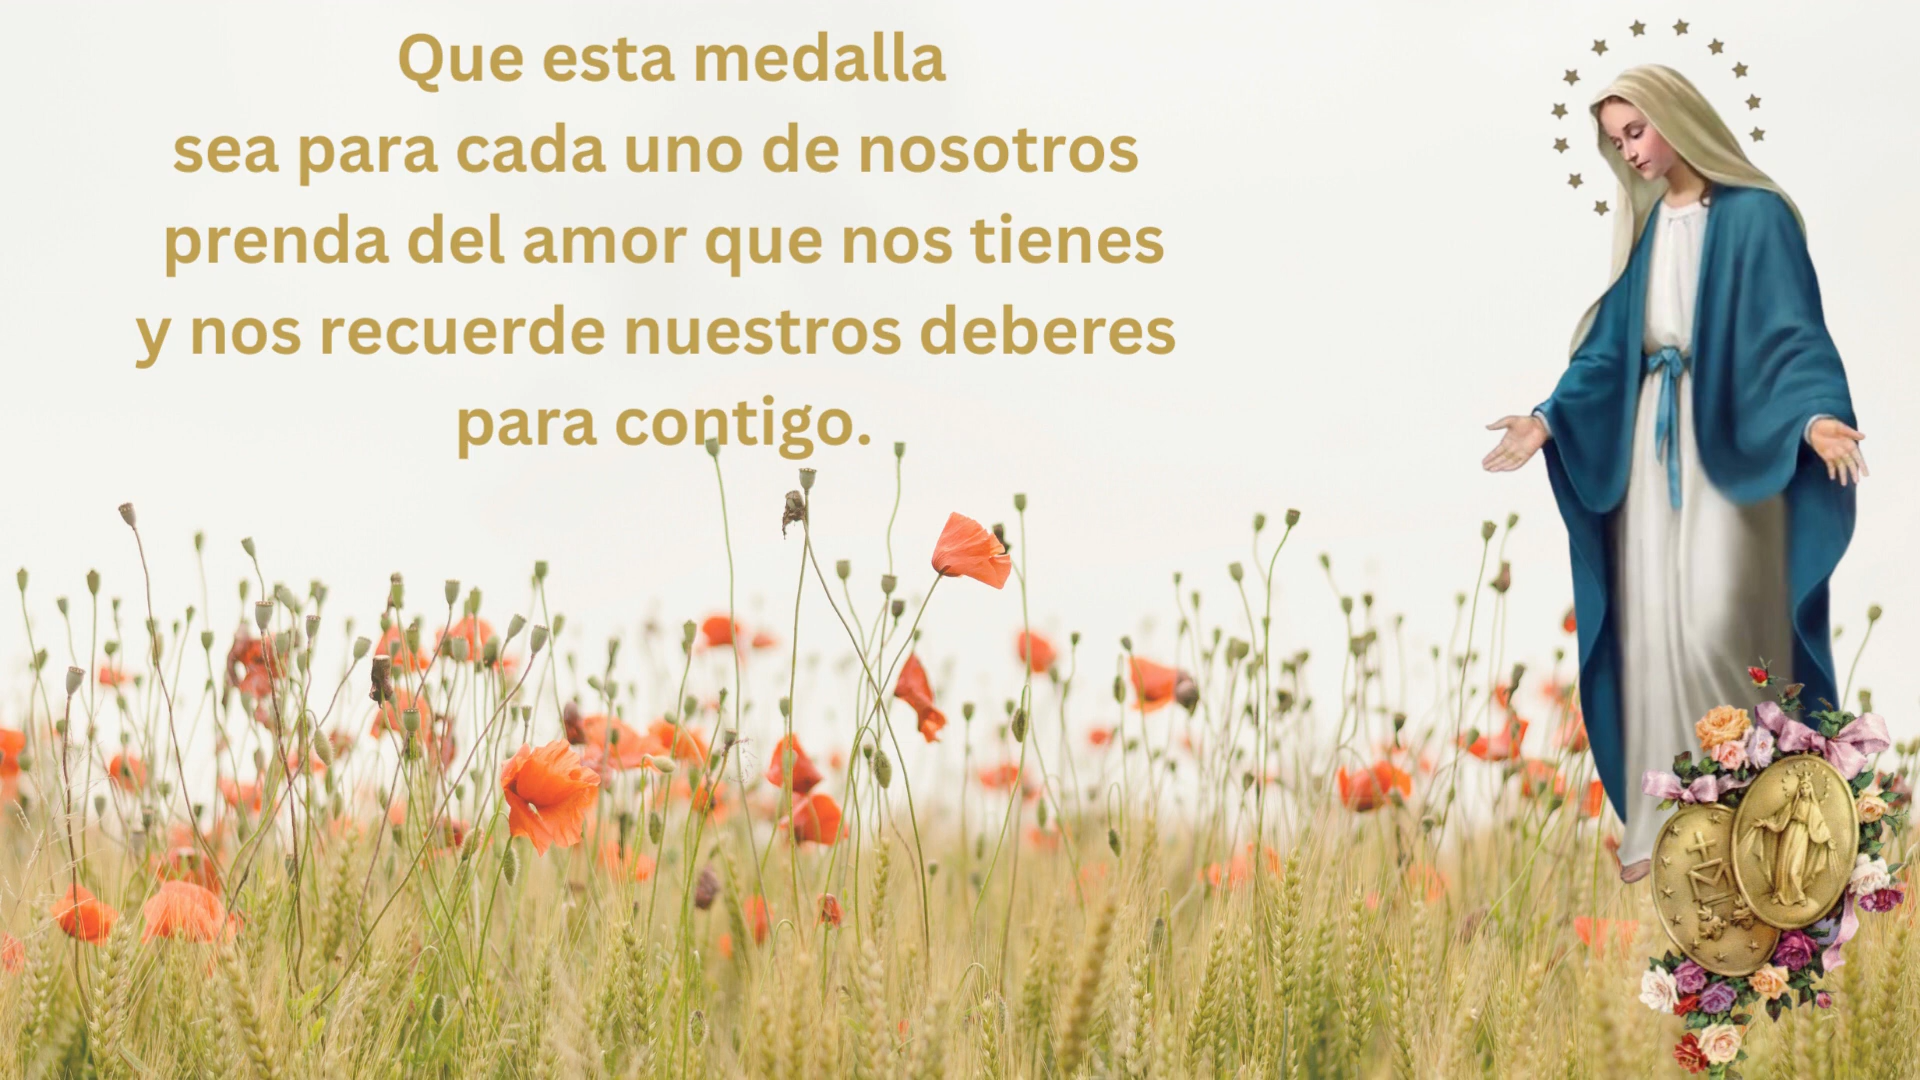 Que esta medalla
sea para cada uno de nosotros
prenda del amor que nos tienes
y nos recuerde nuestros deberes
para contigo.